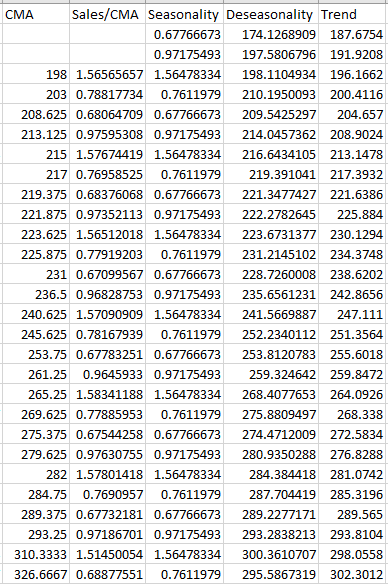 CMA Sales/CMA Seasonality Deseasonality Trend
0.67766673 174.1268909 187.6754
0.97175493 197.5806796 191.9208
198 1.56565657 1.56478334 198.1104934 196.1662
203 0.78817734 0.7611979 210.1950093 200.4116
208.625 0.68064709 0.67766673 209.5425297 204.657
213.125 0.97595308 0.97175493 214.0457362 208.9024
215 1.57674419 1.56478334 216.6434105 213.1478
217 0.76958525 0.7611979 219.391041 217.3932
219.375 0.68376068 0.67766673 221.3477427 221.6386
221.875 0.97352113 0.97175493 222.2782645 225.884
223.625 1.56512018 1.56478334 223.6731377 230.1294
225.875 0.77919203 0.7611979 231.2145102 234.3748
231 0.67099567 0.67766673 228.7260008 238.6202
236.5 0.96828753 0.97175493 235.6561231 242.8656
240.625 1.57090909 1.56478334 241.5669887 247.111
245.625 0.78167939 0.7611979 252.2340112 251.3564
253.75 0.67783251 0.67766673 253.8120783 255.6018
261.25 0.9645933 0.97175493 259.324642 259.8472
265.25 1.58341188 1.56478334 268.4077653 264.0926
269.625 0.77885953 0.7611979 275.8809497 268.338
275.375 0.67544258 0.67766673 274.4712009 272.5834
279.625 0.97630755 0.97175493 280.9350288 276.8288
282 1.57801418 1.56478334 284.384418 281.0742
284.75 0.7690957 0.7611979 287.704419 285.3196
289.375 0.67732181 0.67766673 289.2277171 289.565
293.25 0.97186701 0.97175493 293.2838213 293.8104
310.3333 1.51450054 1.56478334 300.3610707 298.0558
326.6667 0.68877551 0.7611979 295.5867319 302.3012